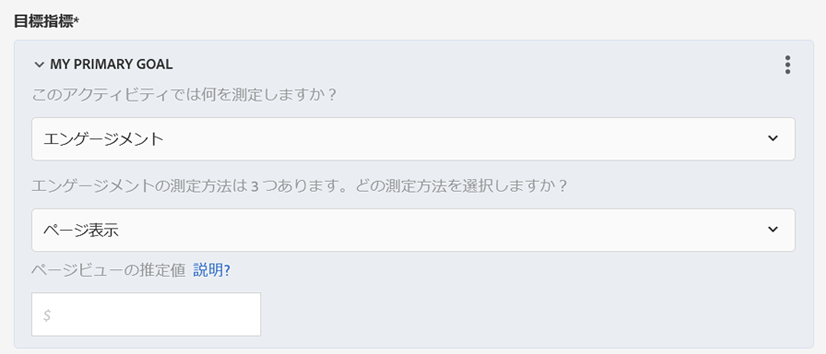 目標指標*
MY PRIMARY GOAL
このアクティビティでは何を測定しますか？
エンゲージメント
エンゲージメントの測定方法は 3 つあります。どの測定方法を選択しますか？
ページ表示
ページビューの推定値 説明?
$